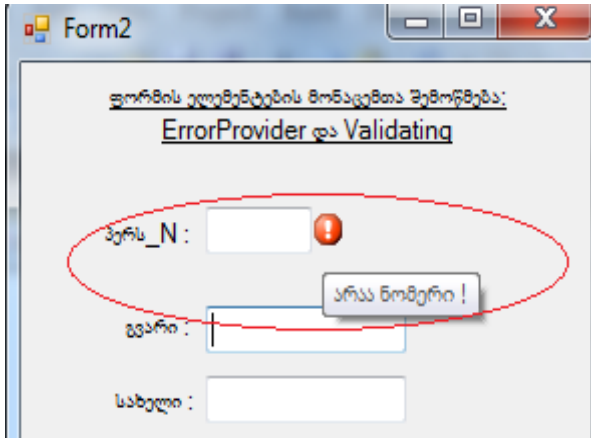 Form2
ფორმის ელემენტების მონაცემთა შემოწმება:
ErrorProvider და Validating
პერს_N :
არაა ნომერი !
გვარი :
სახელი :